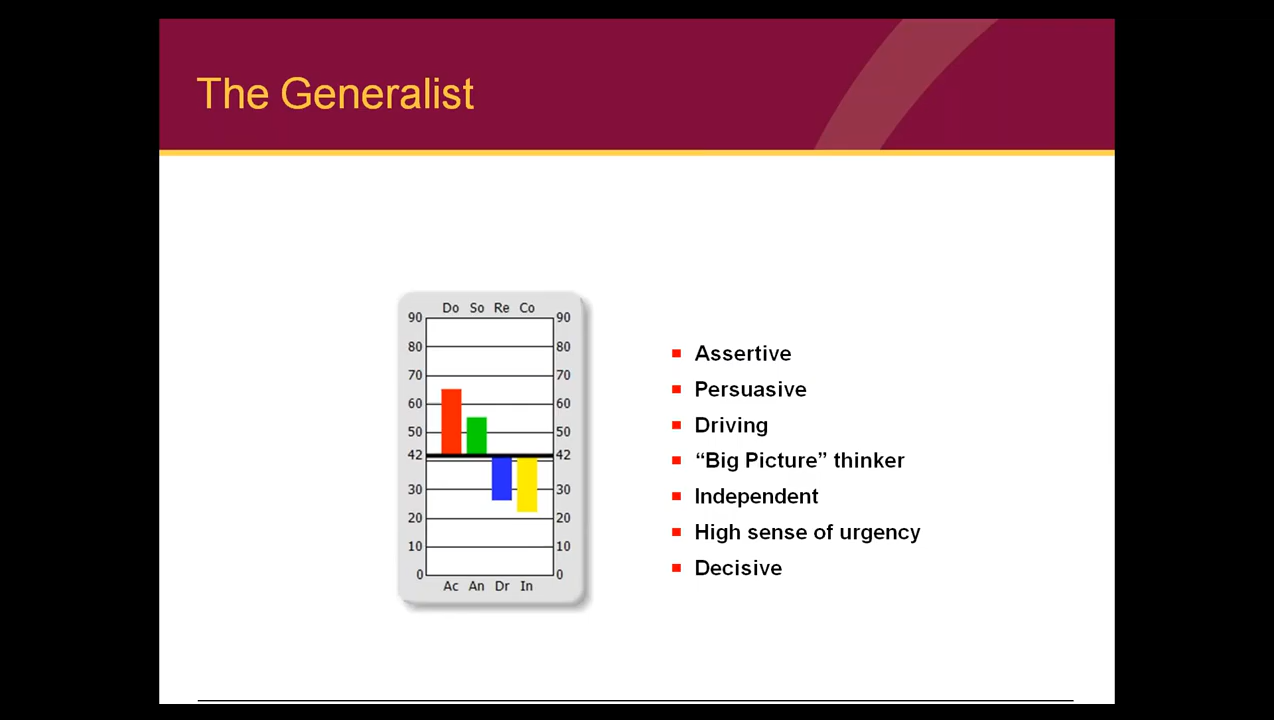 The Generalist
Do So Re Co
90 90
80 80
70 70
60 60
50 50
42 42
30 30
20 20
10 10
0 0
Ac An Dr In
Assertive
Persuasive
Driving
“Big Picture” thinker
Independent
High sense of urgency
Decisive